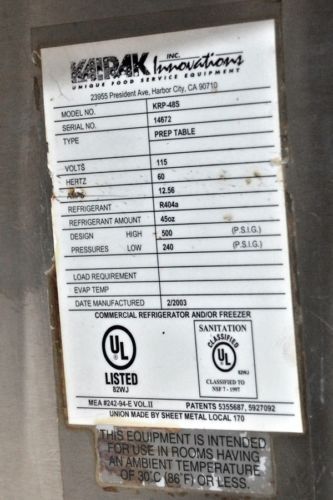 KAIRAK INC. Innovations
UNIQUE FOOD SERVICE EQUIPMENT
23955 President Ave, Harbor City, CA 90710
MODEL NO. KRP-48S
SERIAL NO. 14672
TYPE PREP TABLE
VOLTS 115
HERTZ 60
AMPS 12.56
REFRIGERANT R404a
REFRIGERANT AMOUNT 45oz
DESIGN HIGH 500 (P.S.I.G.)
PRESSURES LOW 240 (P.S.I.G.)
LOAD REQUIREMENT
EVAP TEMP
DATE MANUFACTURED 2/2003
COMMERCIAL REFRIGERATOR AND/OR FREEZER
UL
LISTED
82WJ
SANITATION
CLASSIFIED
UL
82WJ
CLASSIFIED TO
NSF 7 - 1997
MEA #242-94-E VOL.II PATENTS 5355687, 5927092
UNION MADE BY SHEET METAL LOCAL 170
THIS EQUIPMENT IS INTENDED
FOR USE IN ROOMS HAVING
AN AMBIENT TEMPERATURE
OF 30°C (86°F) OR LESS.